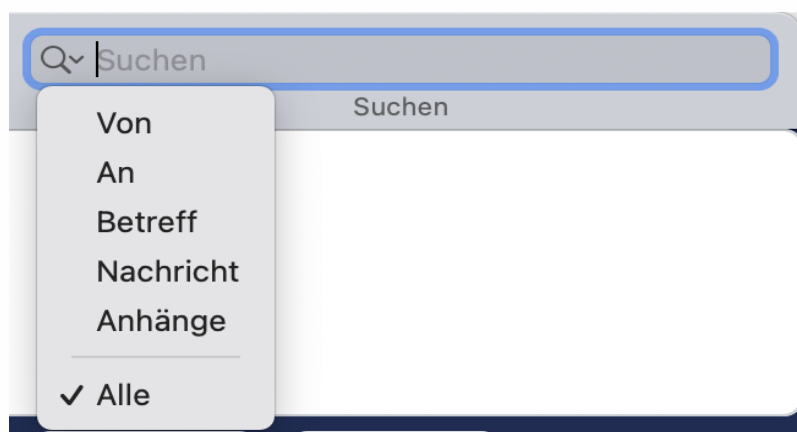 Suchen
Suchen
Von
An
Betreff
Nachricht
Anhänge
Alle